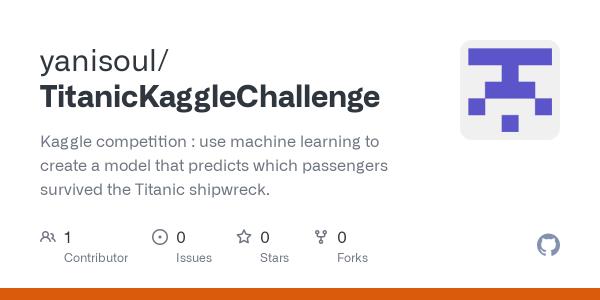 yanisoul/
TitanicKaggleChallenge
Kaggle competition : use machine learning to
create a model that predicts which passengers
survived the Titanic shipwreck.
1 0 0 0
Contributor Issues Stars Forks